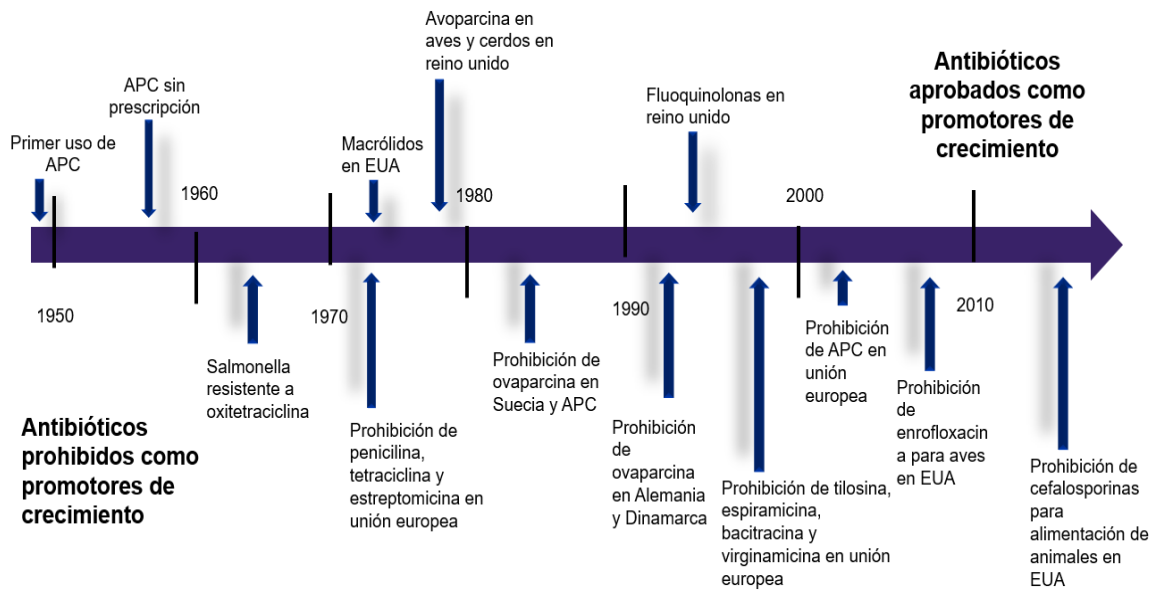 Primer uso de
APC
APC sin
prescripción
Macrólidos
en EUA
Avoparcina en
aves y cerdos en
reino unido
Fluoquinolonas en
reino unido
Antibióticos
aprobados como
promotores de
crecimiento
1960
1980
2000
1950
1970
1990
2010
Salmonella
resistente a
oxitetraciclina
Prohibición de
penicilina,
tetraciclina y
estreptomicina en
unión europea
Prohibición de
ovaparcina en
Suecia y APC
Prohibición
de
ovaparcina
en Alemania
y Dinamarca
Prohibición de tilosina,
espiramicina,
bacitracina y
virginamicina en unión
europea
Prohibición
de APC en
unión
europea
Prohibición
de
enrofloxacin
a para aves
en EUA
Prohibición de
cefalosporinas
para
alimentación de
animales en
EUA
Antibióticos
prohibidos como
promotores de
crecimiento